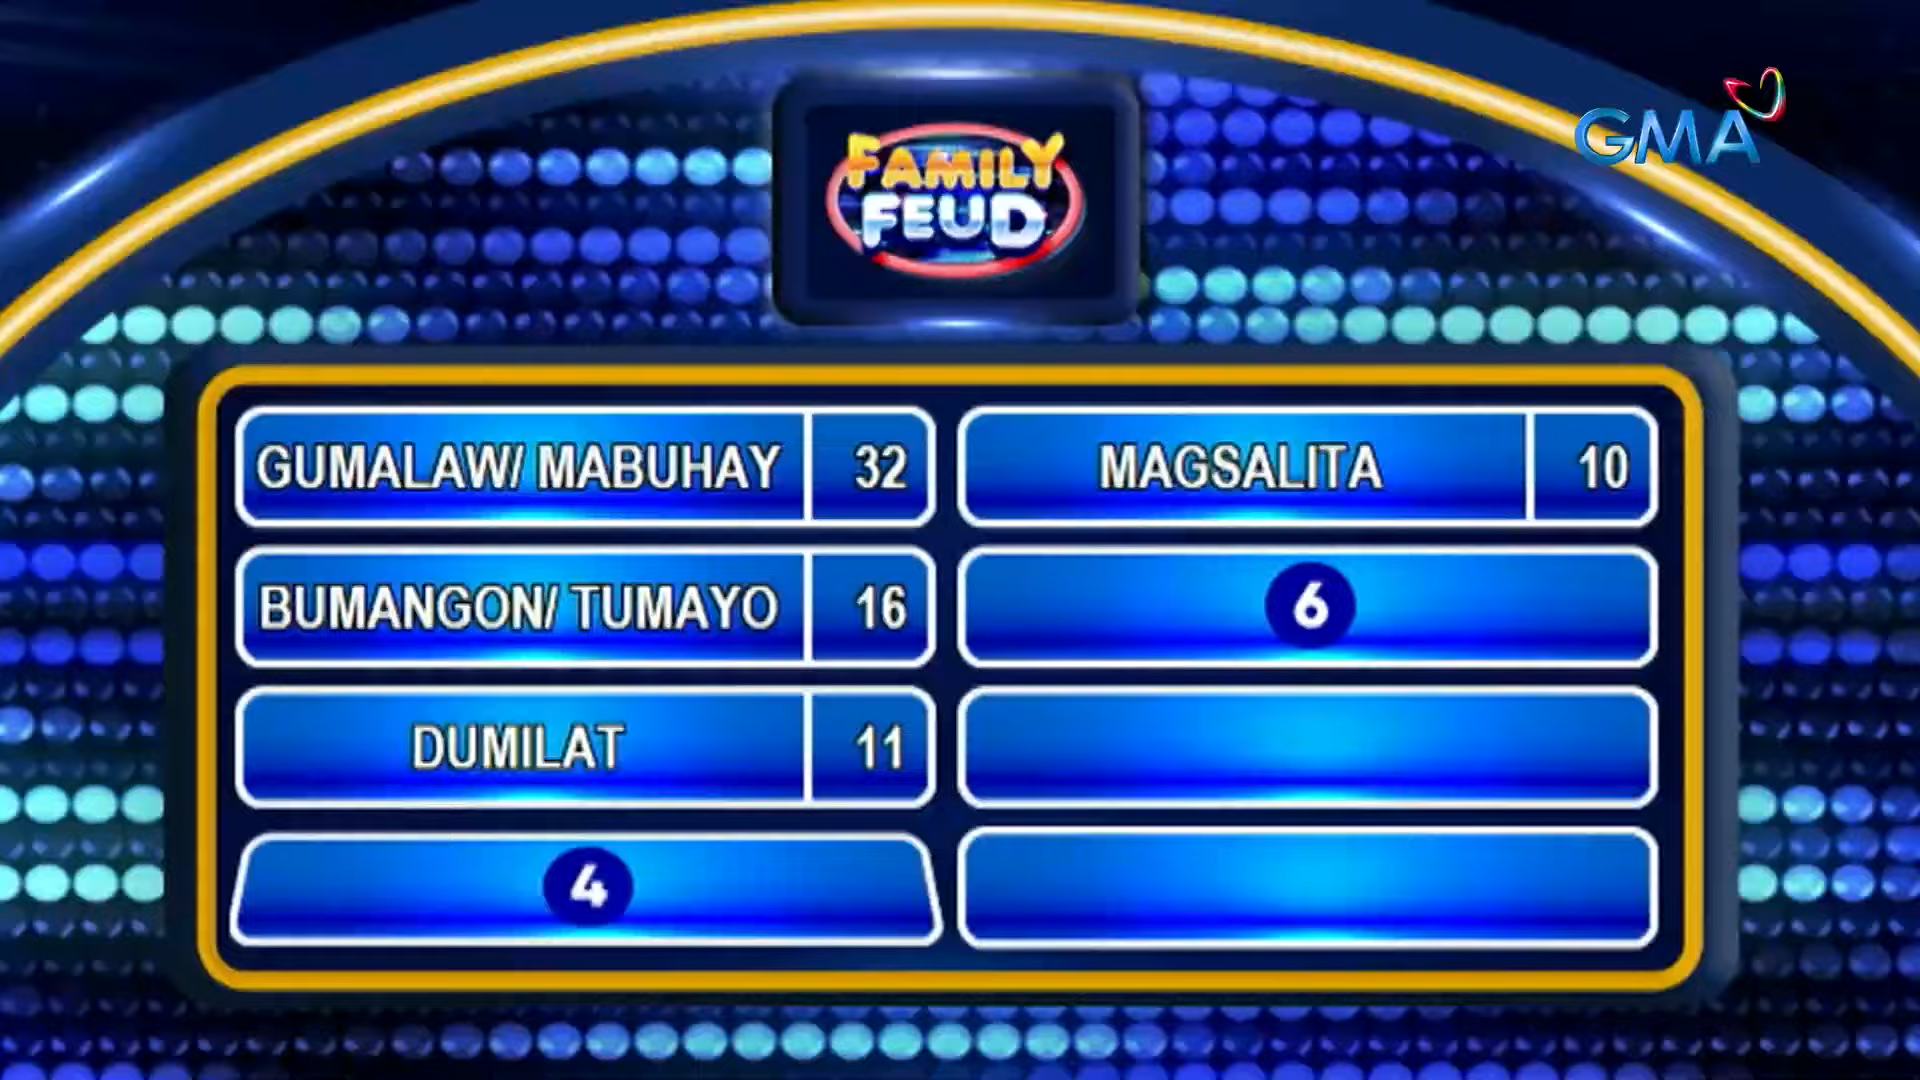 FAMILY
FEUD
GMA
GUMALAW/ MABUHAY 32
BUMANGON/ TUMAYO 16
DUMILAT 11
4
MAGSALITA 10
6